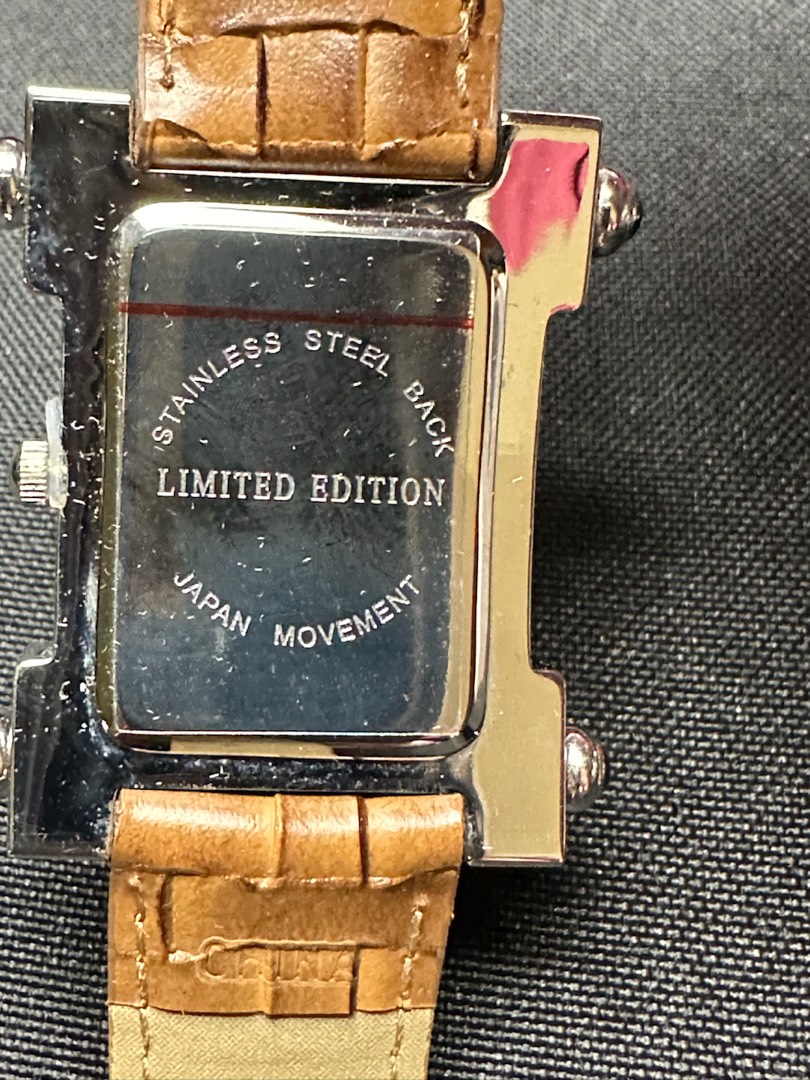 STAINLESS STEEL BACK
LIMITED EDITION
JAPAN MOVEMENT
CHINA